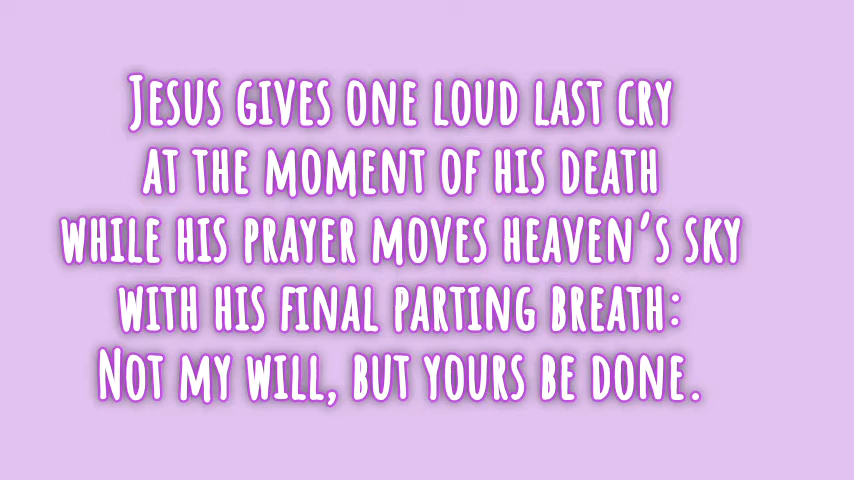 Jesus gives one loud last cry
at the moment of his death
while his prayer moves heaven's sky
with his final parting breath:
Not my will, but yours be done.